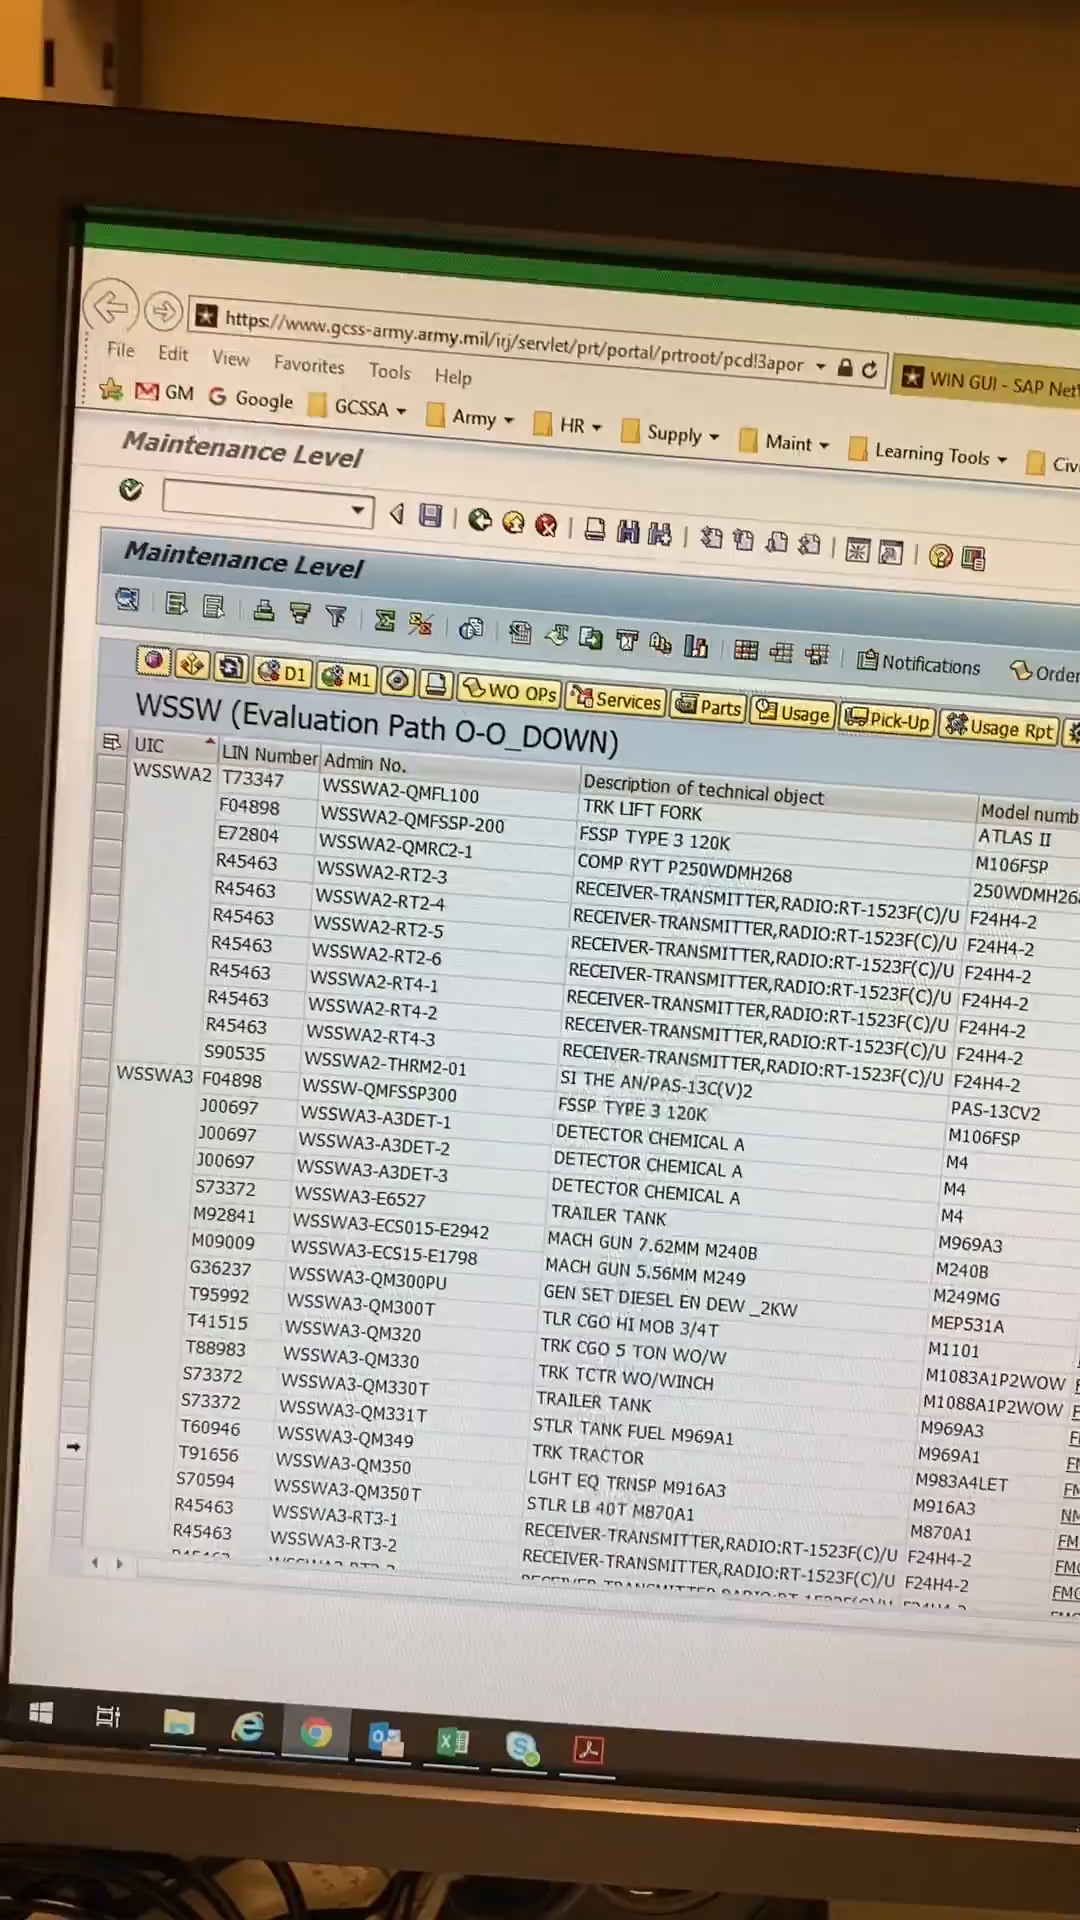 https://www.gcss-army.army.mil/irj/servlet/prt/portal/prtroot/pcd!3apor
WIN GUI - SAP Net
File Edit View Favorites Tools Help
GM Google GCSSA Army HR Supply Maint Learning Tools Civ
Maintenance Level
Maintenance Level
Notifications Order
D1 M1 WO OPs Services Parts Usage Pick-Up Usage Rpt
WSSW (Evaluation Path O-O_DOWN)
UIC LIN Number Admin No. Description of technical object Model numb
WSSWA2 T73347 WSSWA2-QMFL100 TRK LIFT FORK ATLAS II
F04898 WSSWA2-QMFSSP-200 FSSP TYPE 3 120K M106FSP
E72804 WSSWA2-QMRC2-1 COMP RYT P250WDMH268 250WDMH268
R45463 WSSWA2-RT2-3 RECEIVER-TRANSMITTER,RADIO:RT-1523F(C)/U F24H4-2
R45463 WSSWA2-RT2-4 RECEIVER-TRANSMITTER,RADIO:RT-1523F(C)/U F24H4-2
R45463 WSSWA2-RT2-5 RECEIVER-TRANSMITTER,RADIO:RT-1523F(C)/U F24H4-2
R45463 WSSWA2-RT2-6 RECEIVER-TRANSMITTER,RADIO:RT-1523F(C)/U F24H4-2
R45463 WSSWA2-RT4-1 RECEIVER-TRANSMITTER,RADIO:RT-1523F(C)/U F24H4-2
R45463 WSSWA2-RT4-2 RECEIVER-TRANSMITTER,RADIO:RT-1523F(C)/U F24H4-2
R45463 WSSWA2-RT4-3 RECEIVER-TRANSMITTER,RADIO:RT-1523F(C)/U F24H4-2
S90535 WSSWA2-THRM2-01 SI THE AN/PAS-13C(V)2 PAS-13CV2
WSSWA3 F04898 WSSW-QMFSSP300 FSSP TYPE 3 120K M106FSP
J00697 WSSWA3-A3DET-1 DETECTOR CHEMICAL A M4
J00697 WSSWA3-A3DET-2 DETECTOR CHEMICAL A M4
J00697 WSSWA3-A3DET-3 DETECTOR CHEMICAL A M4
S73372 WSSWA3-E6527 TRAILER TANK M969A3
M92841 WSSWA3-ECS015-E2942 MACH GUN 7.62MM M240B M240B
M09009 WSSWA3-ECS15-E1798 MACH GUN 5.56MM M249 M249MG
G36237 WSSWA3-QM300PU GEN SET DIESEL EN DEW _2KW MEP531A
T95992 WSSWA3-QM300T TLR CGO HI MOB 3/4T M1101
T41515 WSSWA3-QM320 TRK CGO 5 TON WO/W M1083A1P2WOW
T88983 WSSWA3-QM330 TRK TCTR WO/WINCH M1088A1P2WOW
S73372 WSSWA3-QM330T TRAILER TANK M969A3
S73372 WSSWA3-QM331T STLR TANK FUEL M969A1 M969A1
T60946 WSSWA3-QM349 TRK TRACTOR M983A4LET
T91656 WSSWA3-QM350 LGHT EQ TRNSP M916A3 M916A3
S70594 WSSWA3-QM350T STLR LB 40T M870A1 M870A1
R45463 WSSWA3-RT3-1 RECEIVER-TRANSMITTER,RADIO:RT-1523F(C)/U F24H4-2
R45463 WSSWA3-RT3-2 RECEIVER-TRANSMITTER,RADIO:RT-1523F(C)/U F24H4-2